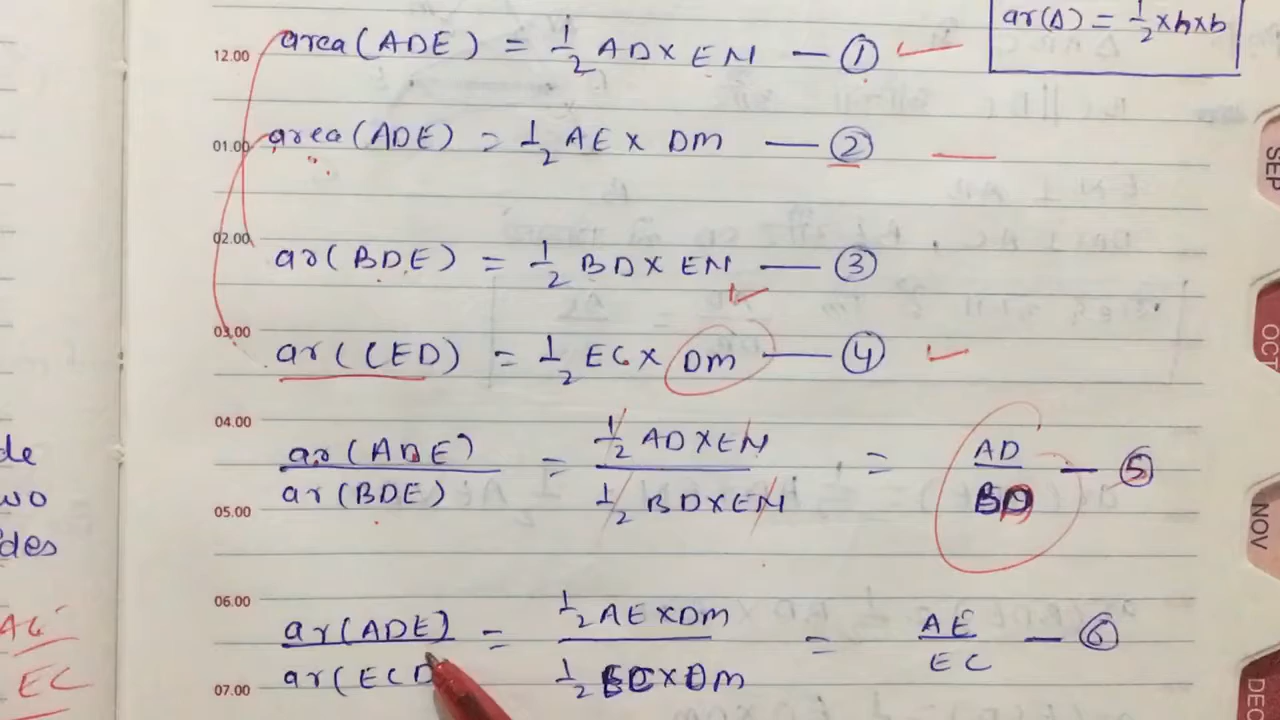 ar(Δ) = 1/2 × h × b
12.00 area(ADE) = 1/2 AD × EN — ①
01.00 area(ADE) = 1/2 AE × DM — ②
02.00 ar(BDE) = 1/2 BD × EN — ③
03.00 ar(CED) = 1/2 EC × DM — ④
04.00 ar(ADE) / ar(BDE) = 1/2 AD × EN / 1/2 BD × EN = AD / BD — ⑤
05.00
06.00 ar(ADE) / ar(ECD = 1/2 AE × DM / 1/2 EC × DM = AE / EC — ⑥
07.00
des
EC
SEP
OCT
NOV
DEC